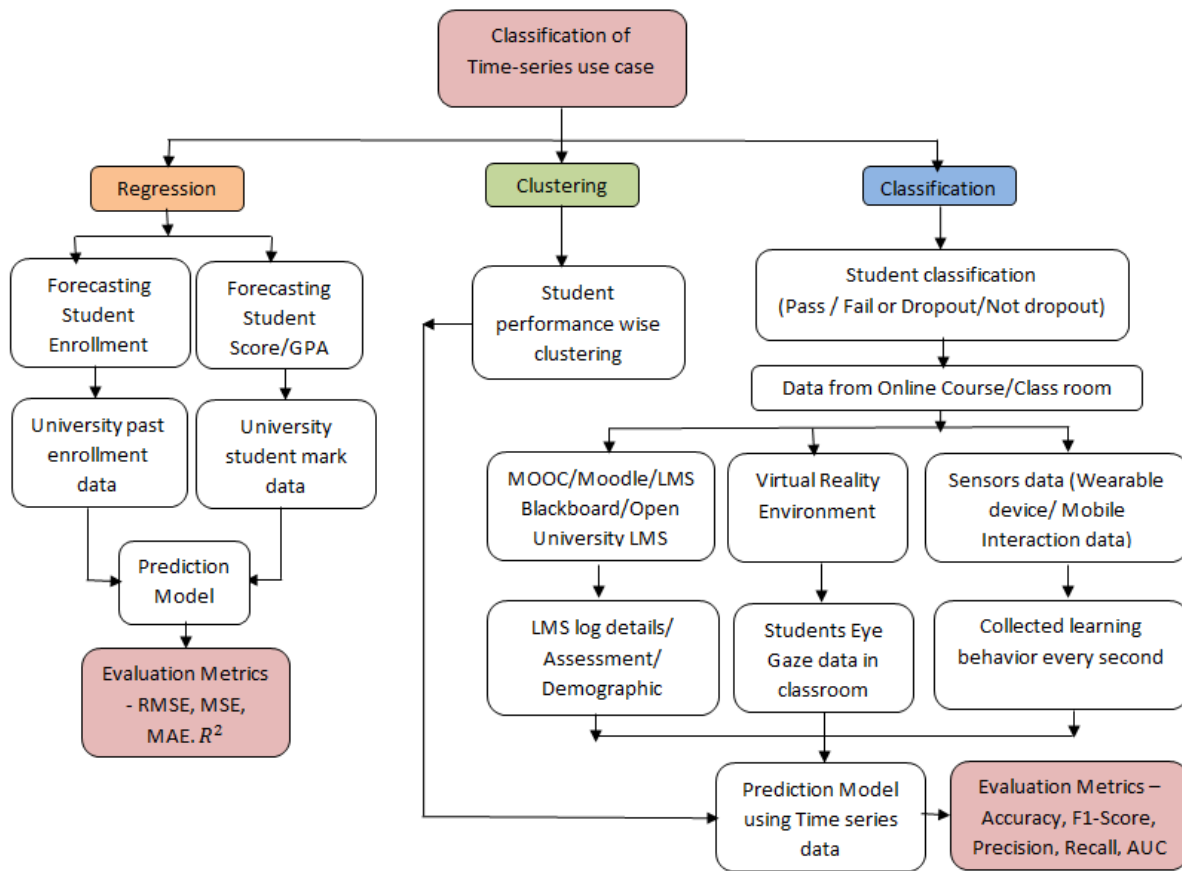 Classification of
Time-series use case
Regression
Clustering
Classification
Forecasting
Student
Enrollment
Forecasting
Student
Score/GPA
Student
performance wise
clustering
Student classification
(Pass / Fail or Dropout/Not dropout)
Data from Online Course/Class room
University past
enrollment
data
University
student mark
data
MOOC/Moodle/LMS
Blackboard/Open
University LMS
Virtual Reality
Environment
Sensors data (Wearable
device/ Mobile
Interaction data)
Prediction
Model
LMS log details/
Assessment/
Demographic
Students Eye
Gaze data in
classroom
Collected learning
behavior every second
Evaluation Metrics
- RMSE, MSE,
MAE. R²
Prediction Model
using Time series
data
Evaluation Metrics –
Accuracy, F1-Score,
Precision, Recall, AUC